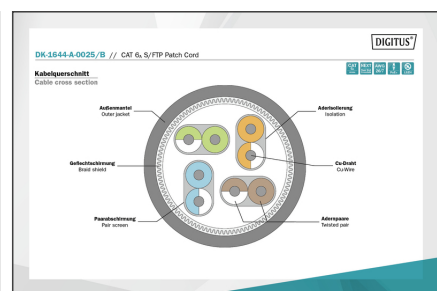 DIGITUS®
DK-1644-A-0025/B // CAT 6A S/FTP Patch Cord
Kabelquerschnitt
Cable cross section
Außenmantel
Outer jacket
Aderisolierung
Isolation
Geflechtschirmung
Braid shield
Cu-Draht
Cu-Wire
Paarabschirmung
Pair screen
Adernpaare
Twisted pair